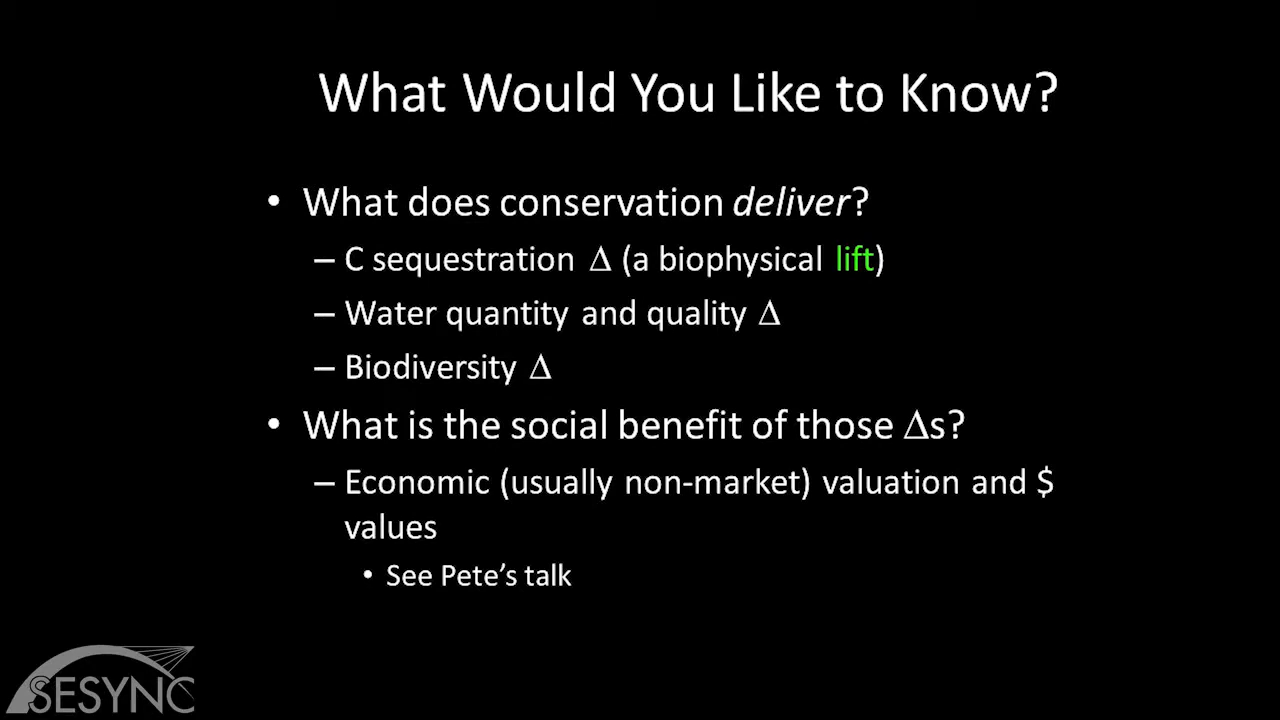 What Would You Like to Know?
• What does conservation deliver?
– C sequestration Δ (a biophysical lift)
– Water quantity and quality Δ
– Biodiversity Δ
• What is the social benefit of those Δs?
– Economic (usually non-market) valuation and $
values
• See Pete’s talk
SESYNC